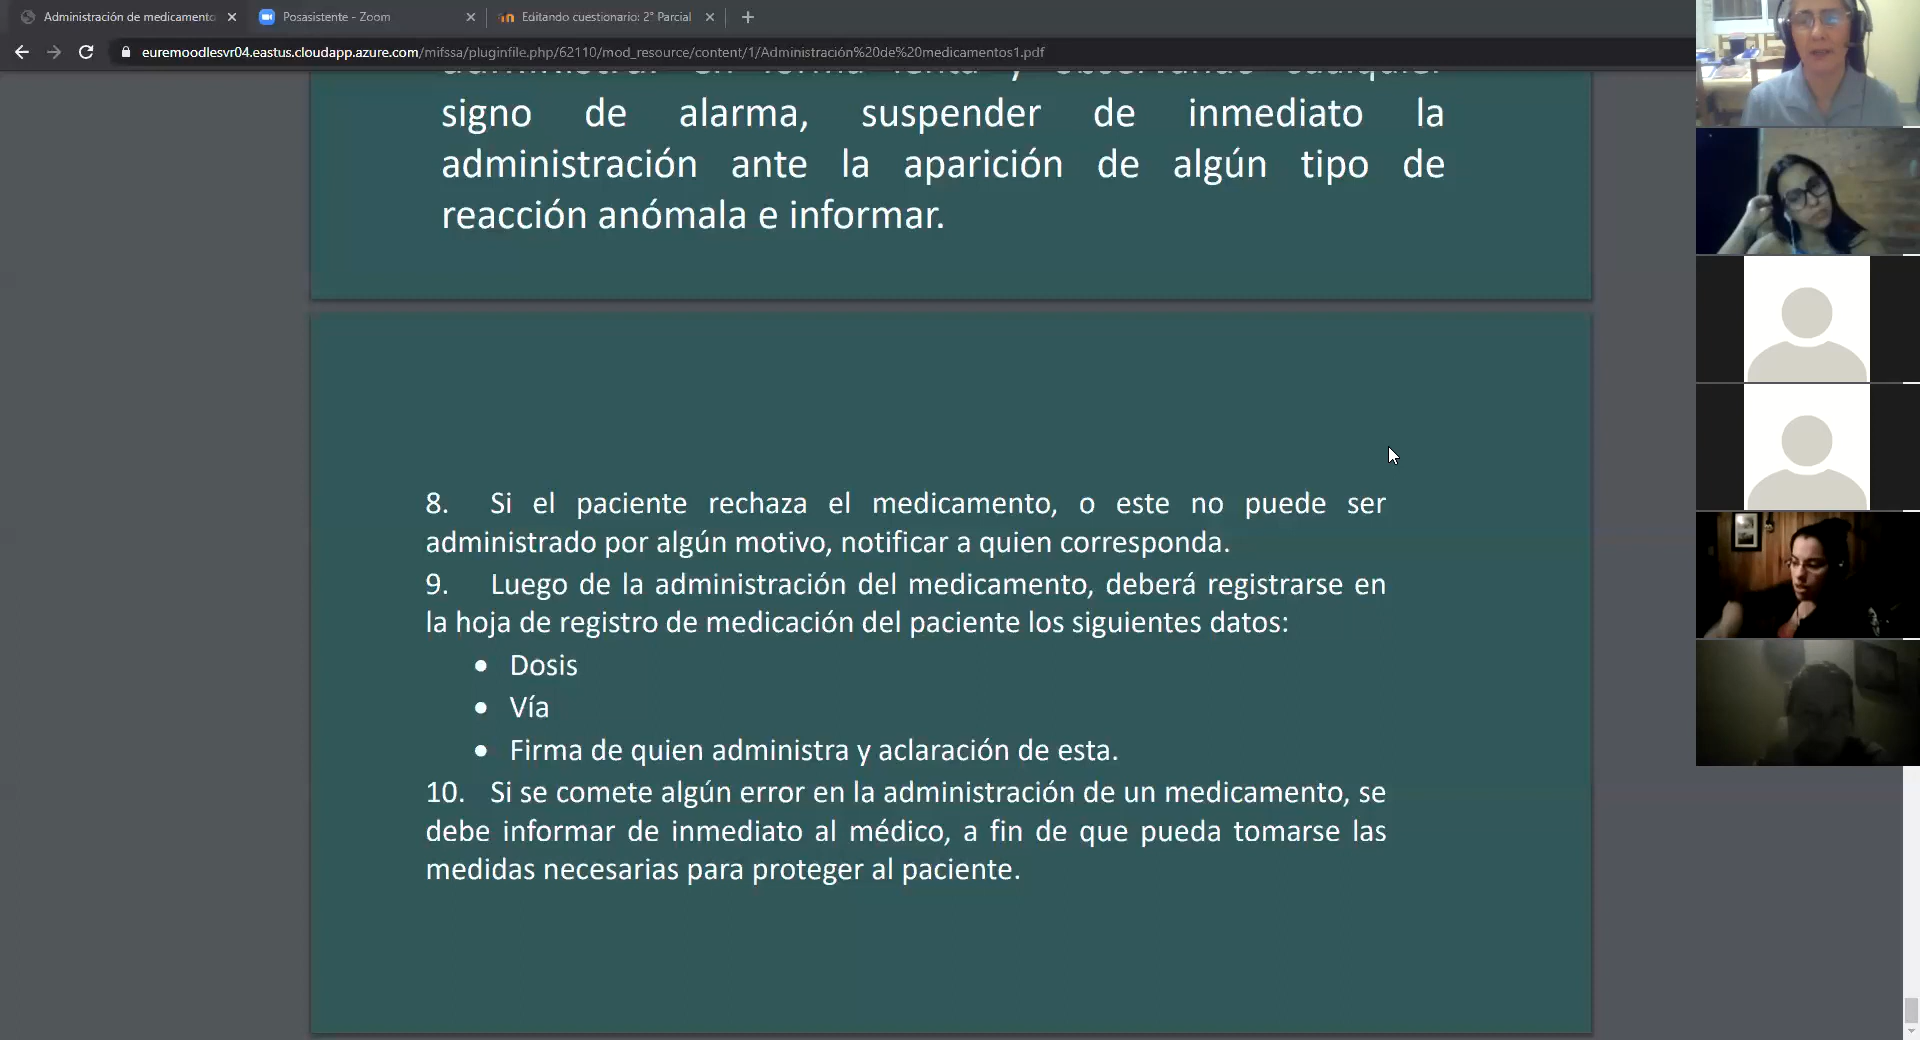 Administración de medicamento
Posasistente - Zoom
Editando cuestionario: 2° Parcial
euremoodlesvr04.eastus.cloudapp.azure.com/mifssa/pluginfile.php/62110/mod_resource/content/1/Administración%20de%20medicamentos1.pdf
signo de alarma, suspender de inmediato la
administración ante la aparición de algún tipo de
reacción anómala e informar.
8. Si el paciente rechaza el medicamento, o este no puede ser
administrado por algún motivo, notificar a quien corresponda.
9. Luego de la administración del medicamento, deberá registrarse en
la hoja de registro de medicación del paciente los siguientes datos:
• Dosis
• Vía
• Firma de quien administra y aclaración de esta.
10. Si se comete algún error en la administración de un medicamento, se
debe informar de inmediato al médico, a fin de que pueda tomarse las
medidas necesarias para proteger al paciente.